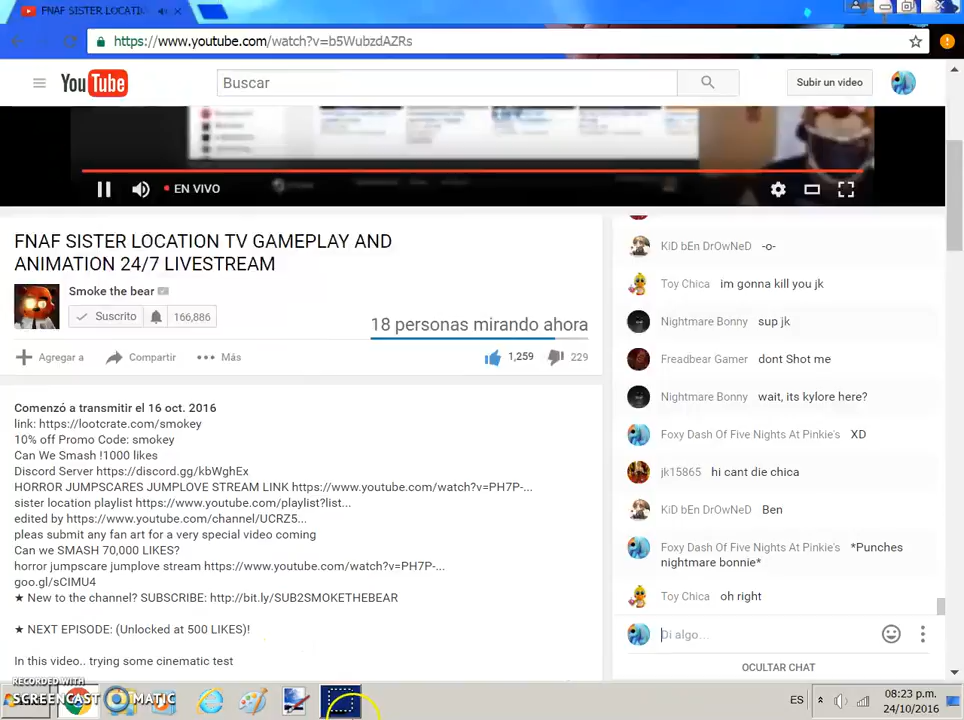 FNAF SISTER LOCATI
https://www.youtube.com/watch?v=b5WubzdAZRs
YouTube
Buscar
Subir un video
EN VIVO
FNAF SISTER LOCATION TV GAMEPLAY AND
ANIMATION 24/7 LIVESTREAM
Smoke the bear
Suscrito
166,886
18 personas mirando ahora
Agregar a
Compartir
Más
1,259
229
Comenzó a transmitir el 16 oct. 2016
link: https://lootcrate.com/smokey
10% off Promo Code: smokey
Can We Smash !1000 likes
Discord Server https://discord.gg/kbWghEx
HORROR JUMPSCARES JUMPLOVE STREAM LINK https://www.youtube.com/watch?v=PH7P-...
sister location playlist https://www.youtube.com/playlist?list...
edited by https://www.youtube.com/channel/UCRZ5...
pleas submit any fan art for a very special video coming
Can we SMASH 70,000 LIKES?
horror jumpscare jumplove stream https://www.youtube.com/watch?v=PH7P-...
goo.gl/sCIMU4
★ New to the channel? SUBSCRIBE: http://bit.ly/SUB2SMOKETHEBEAR
★ NEXT EPISODE: (Unlocked at 500 LIKES)!
In this video.. trying some cinematic test
KiD bEn DrOwNeD -o-
Toy Chica im gonna kill you jk
Nightmare Bonny sup jk
Freadbear Gamer dont Shot me
Nightmare Bonny wait, its kylore here?
Foxy Dash Of Five Nights At Pinkie's XD
jk15865 hi cant die chica
KiD bEn DrOwNeD Ben
Foxy Dash Of Five Nights At Pinkie's *Punches
nightmare bonnie*
Toy Chica oh right
Di algo...
OCULTAR CHAT
RECORDED WITH
SCREENCAST MATIC
ES
08:23 p.m.
24/10/2016